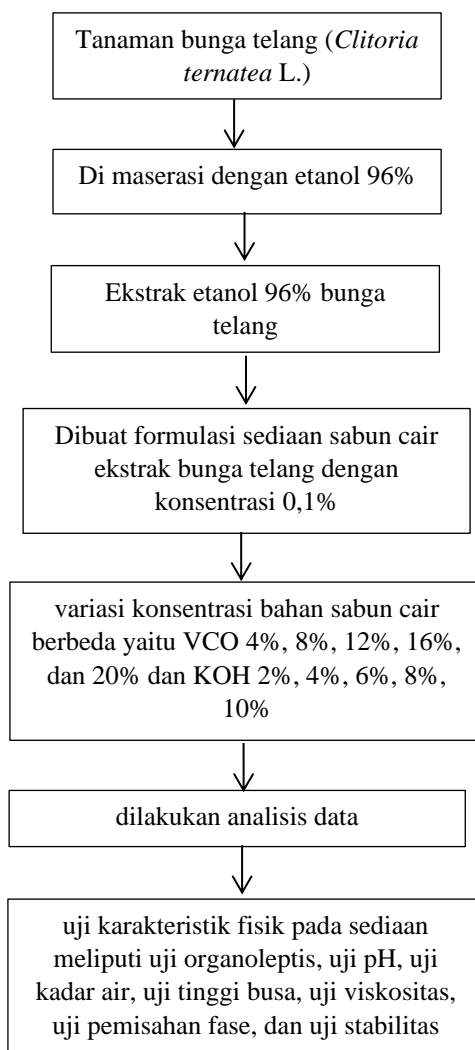 Tanaman bunga telang (Clitoria
ternatea L.)
Di maserasi dengan etanol 96%
Ekstrak etanol 96% bunga
telang
Dibuat formulasi sediaan sabun cair
ekstrak bunga telang dengan
konsentrasi 0,1%
variasi konsentrasi bahan sabun cair
berbeda yaitu VCO 4%, 8%, 12%, 16%,
dan 20% dan KOH 2%, 4%, 6%, 8%,
10%
dilakukan analisis data
uji karakteristik fisik pada sediaan
meliputi uji organoleptis, uji pH, uji
kadar air, uji tinggi busa, uji viskositas,
uji pemisahan fase, dan uji stabilitas